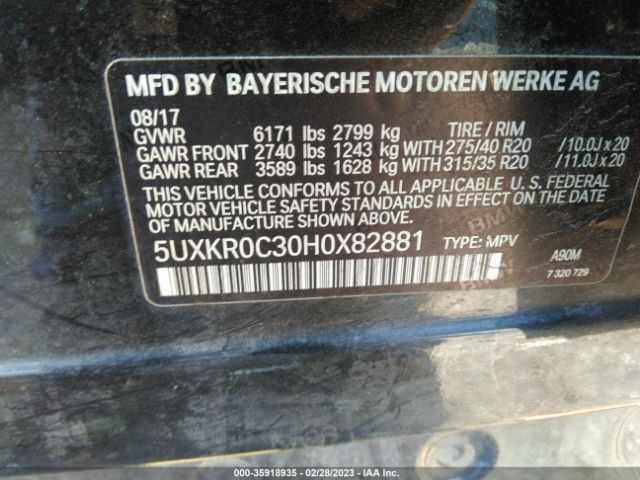 MFD BY BAYERISCHE MOTOREN WERKE AG
08/17
GVWR 6171 lbs 2799 kg TIRE / RIM
GAWR FRONT 2740 lbs 1243 kg WITH 275/40 R20 /10.0J x 20
GAWR REAR 3589 lbs 1628 kg WITH 315/35 R20 /11.0J x 20
THIS VEHICLE CONFORMS TO ALL APPLICABLE U. S. FEDERAL
MOTOR VEHICLE SAFETY STANDARDS IN EFFECT ON THE DATE
OF MANUFACTURE SHOWN ABOVE.
5UXKR0C30H0X82881 TYPE: MPV A90M
7 320 729
000-35918935 - 02/28/2023 - IAA Inc.